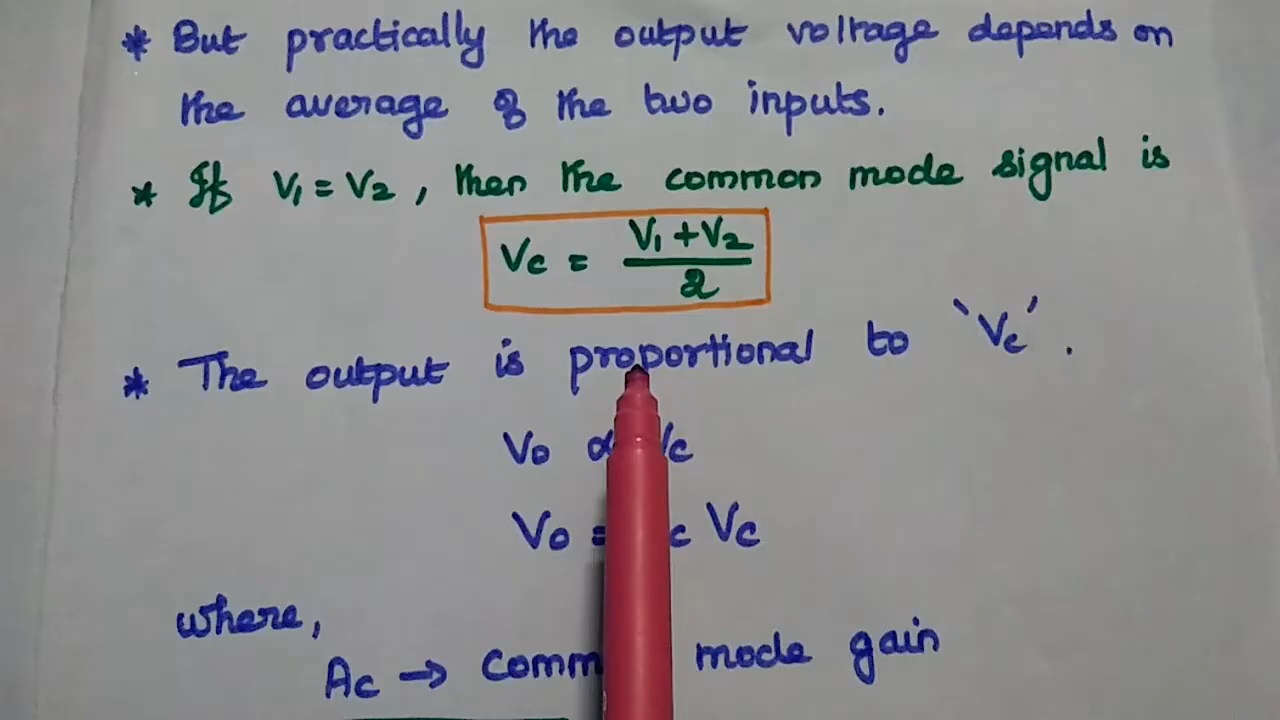 * But practically the output voltage depends on
the average of the two inputs.
* If V₁ = V₂, then the common mode signal is
Vc = V₁ + V₂ / 2
* The output is proportional to 'Vc'.
Vo ∝ Vc
Vo = c Vc
where,
Ac → Comm mode gain